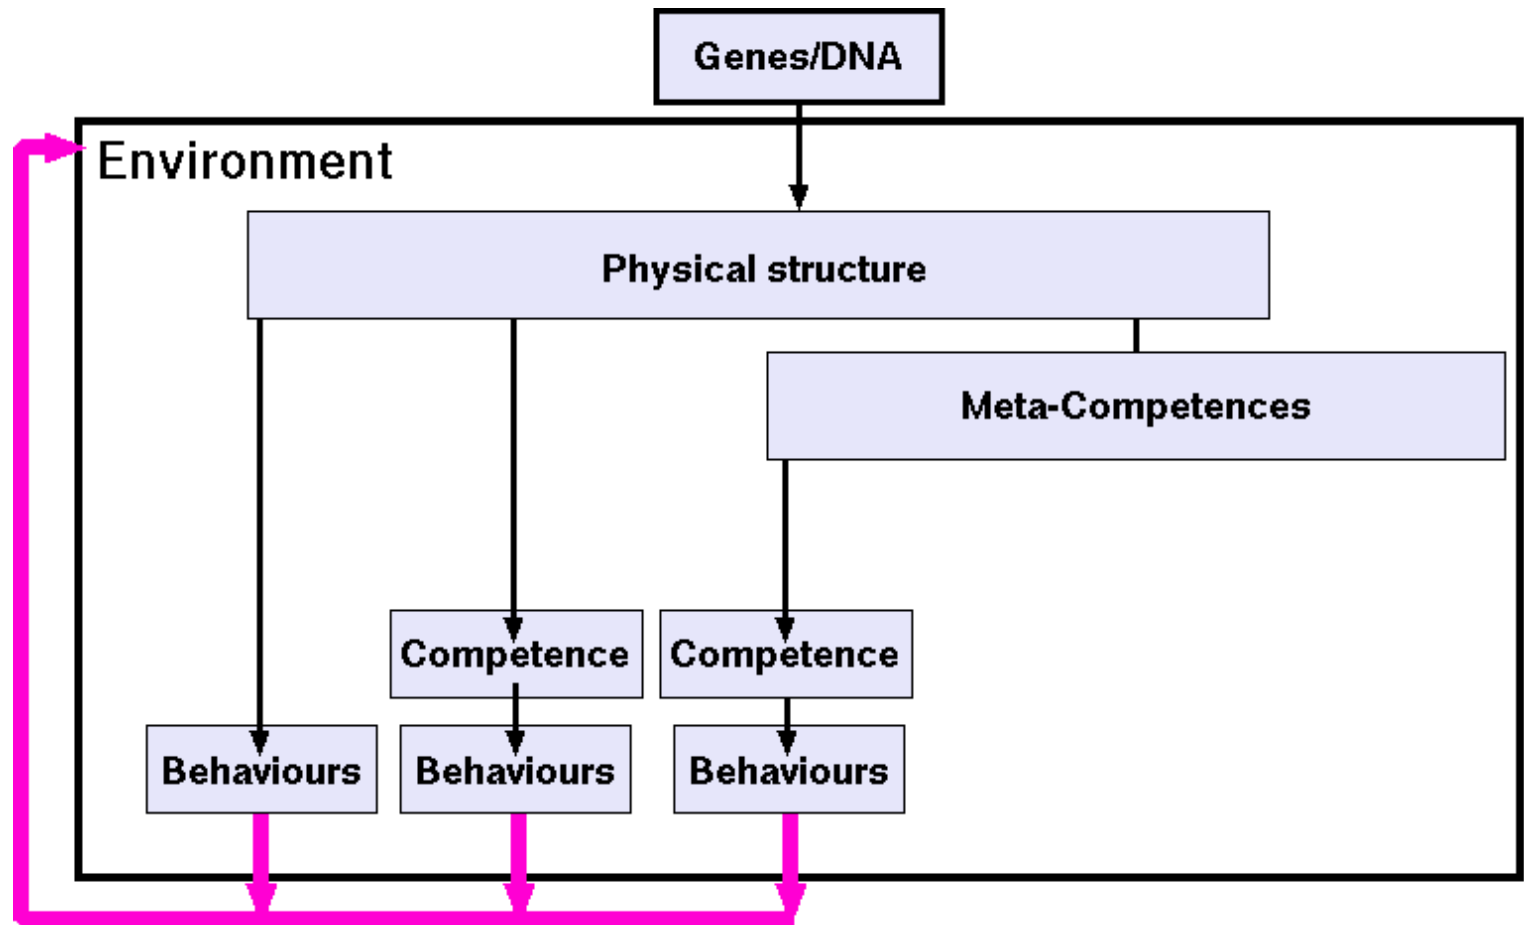 Genes/DNA
Environment
Physical structure
Meta-Competences
Competence
Competence
Behaviours
Behaviours
Behaviours